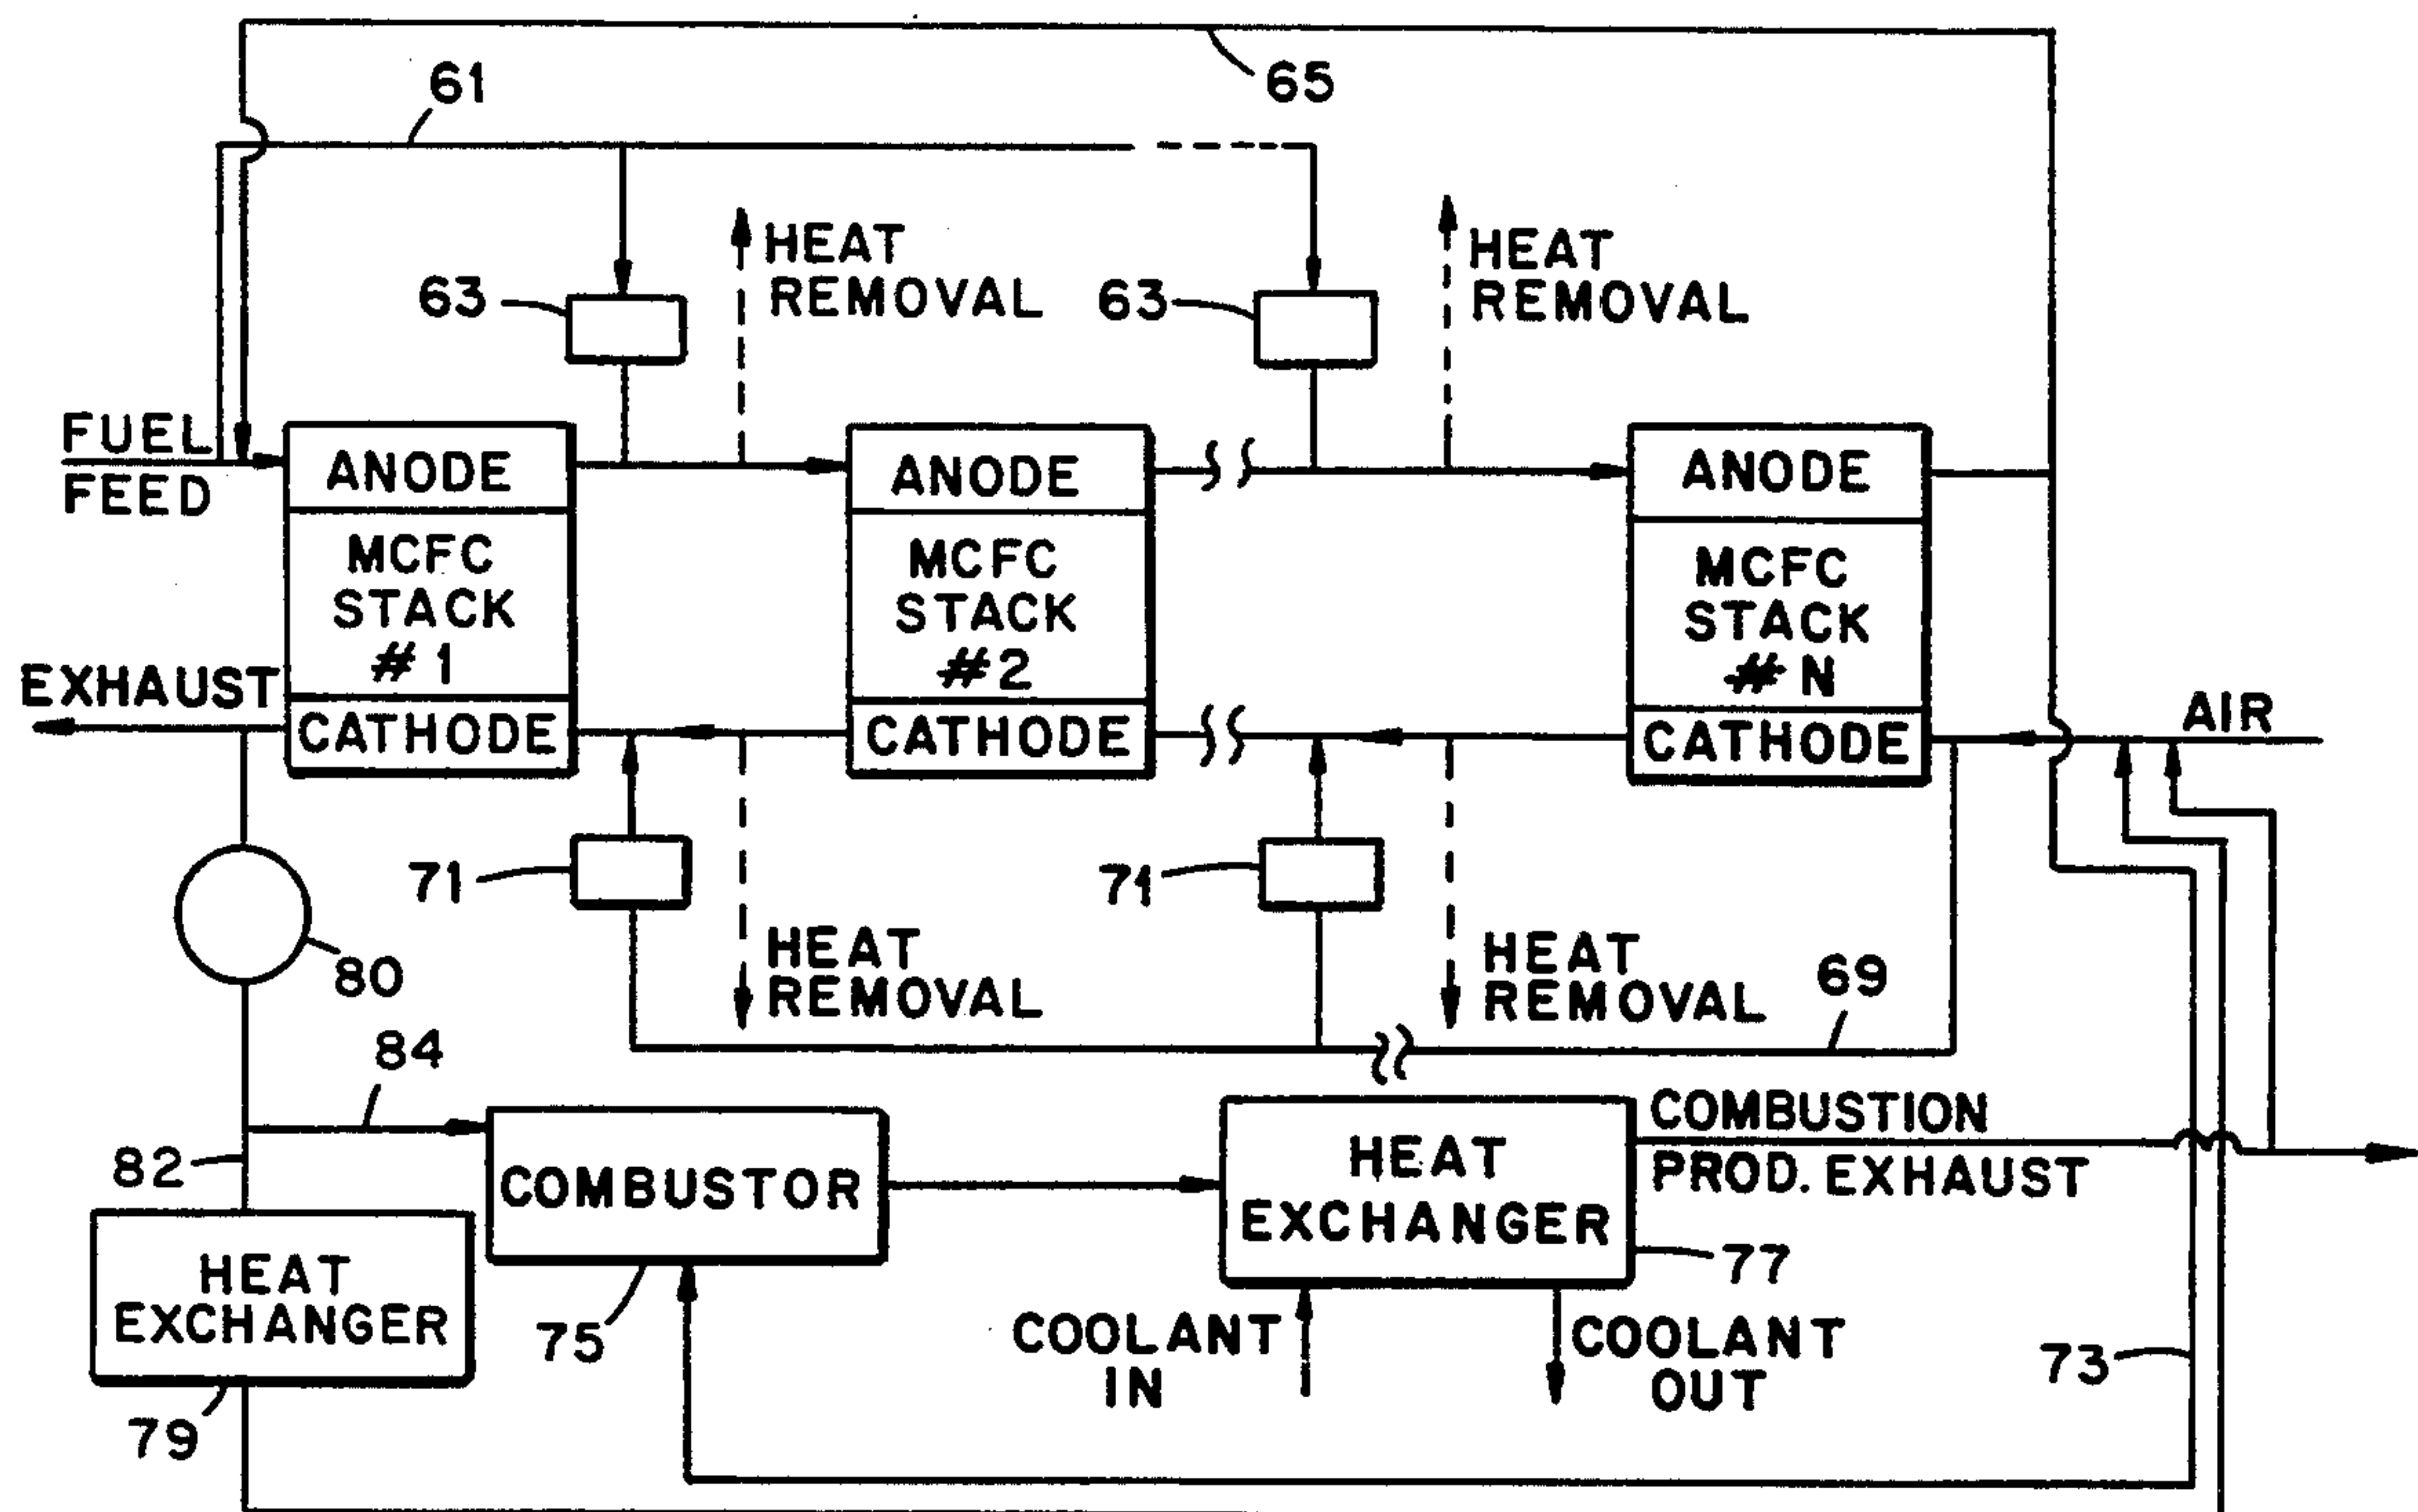 65
61
HEAT
REMOVAL
HEAT
REMOVAL
63
63
FUEL
FEED
ANODE
MCFC
STACK
#1
CATHODE
ANODE
MCFC
STACK
#2
CATHODE
ANODE
MCFC
STACK
#N
CATHODE
EXHAUST
AIR
71
71
80
HEAT
REMOVAL
HEAT
REMOVAL
69
84
82
COMBUSTOR
HEAT
EXCHANGER
COMBUSTION
PROD. EXHAUST
77
HEAT
EXCHANGER
75
COOLANT
IN
COOLANT
OUT
73
79